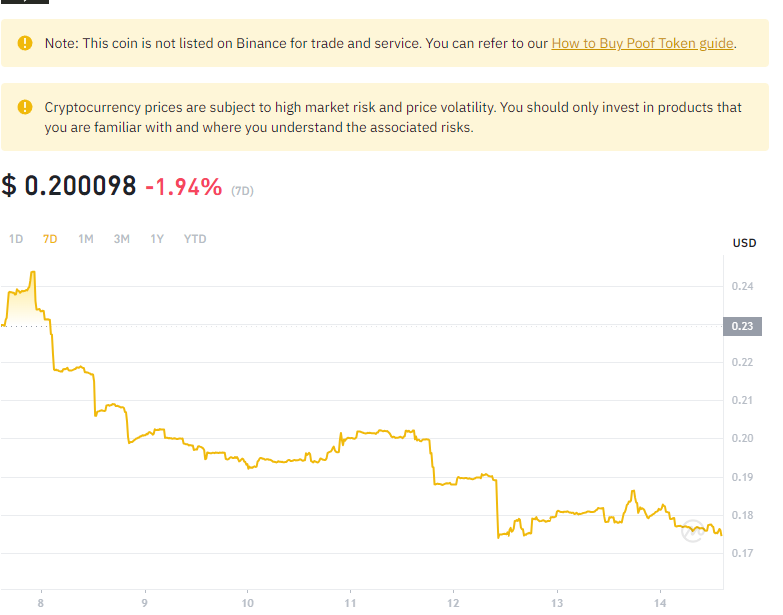 Note: This coin is not listed on Binance for trade and service. You can refer to our How to Buy Poof Token guide.
Cryptocurrency prices are subject to high market risk and price volatility. You should only invest in products that
you are familiar with and where you understand the associated risks.
$ 0.200098 -1.94% (7D)
1D 7D 1M 3M 1Y YTD
USD
0.24
0.23
0.22
0.21
0.20
0.19
0.18
0.17
8 9 10 11 12 13 14